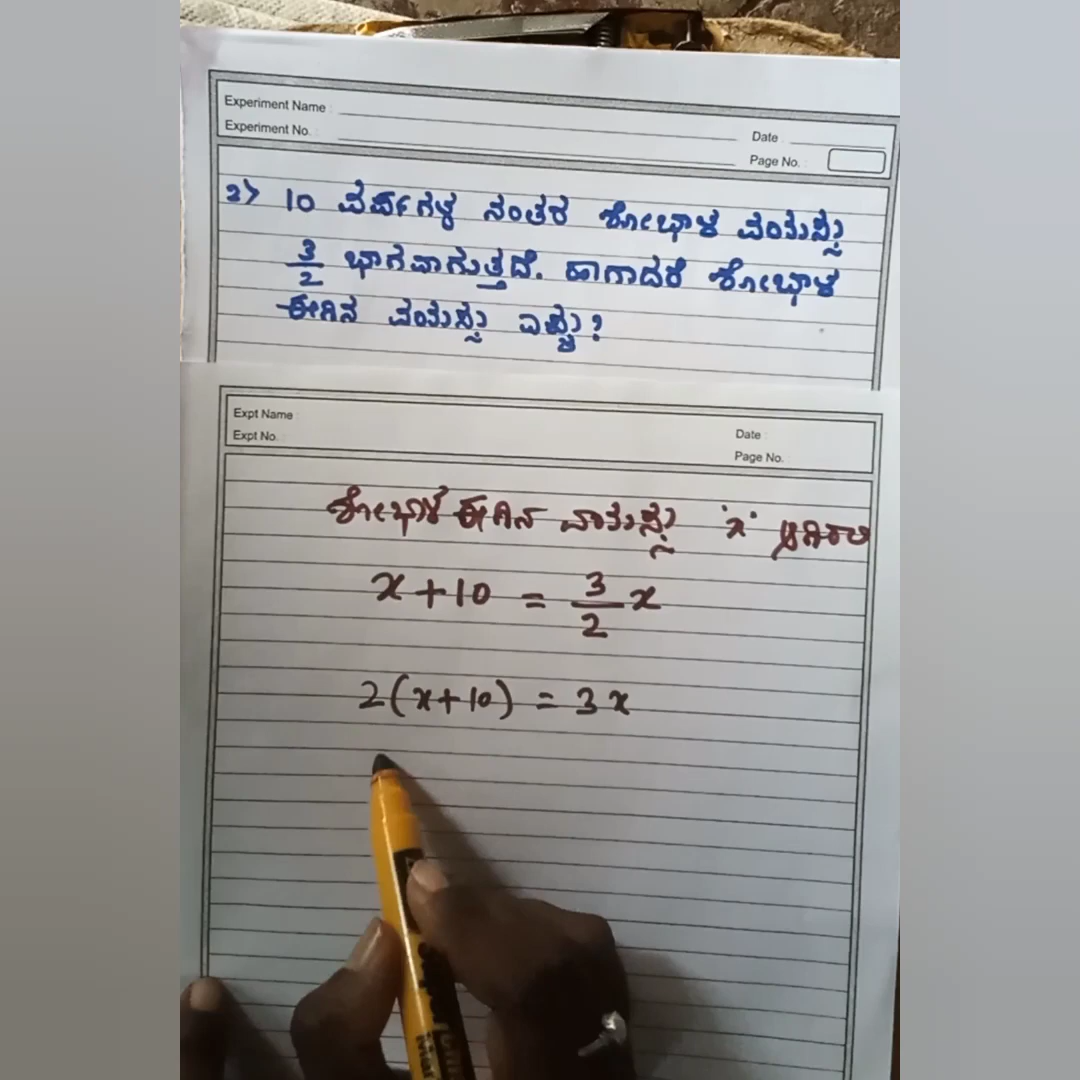 Experiment Name :
Date :
Experiment No. :
Page No. :
2) 10 ವರ್ಷಗಳ ನಂತರ ಶೋಭಾಳ ವಯಸ್ಸು
3/2 ಭಾಗವಾಗುತ್ತದೆ. ಹಾಗಾದರೆ ಶೋಭಾಳ
ಈಗಿನ ವಯಸ್ಸು ಎಷ್ಟು?
Expt Name :
Date :
Expt No. :
Page No. :
ಶೋಭಾಳ ಈಗಿನ ವಯಸ್ಸು 'x' ಆಗಿರಲಿ
x + 10 = 3/2 x
2(x+10) = 3x